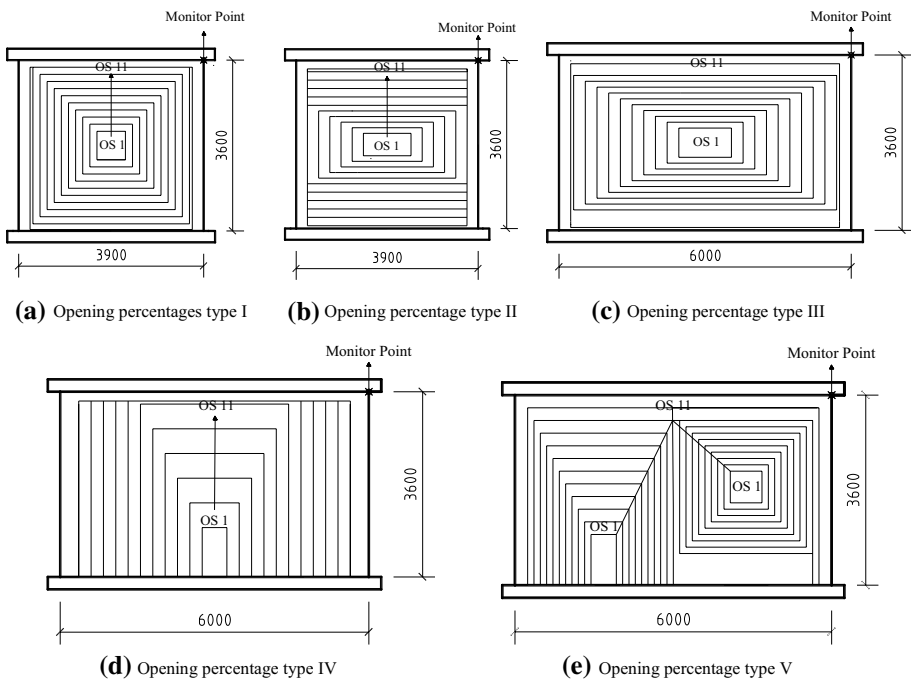 Monitor Point
OS 11
OS 1
3600
3900
(a) Opening percentages type I
Monitor Point
OS 11
OS 1
3600
3900
(b) Opening percentage type II
Monitor Point
OS 11
OS 1
3600
6000
(c) Opening percentage type III
Monitor Point
OS 11
OS 1
3600
6000
(d) Opening percentage type IV
Monitor Point
OS 11
OS 1
OS 1
3600
6000
(e) Opening percentage type V